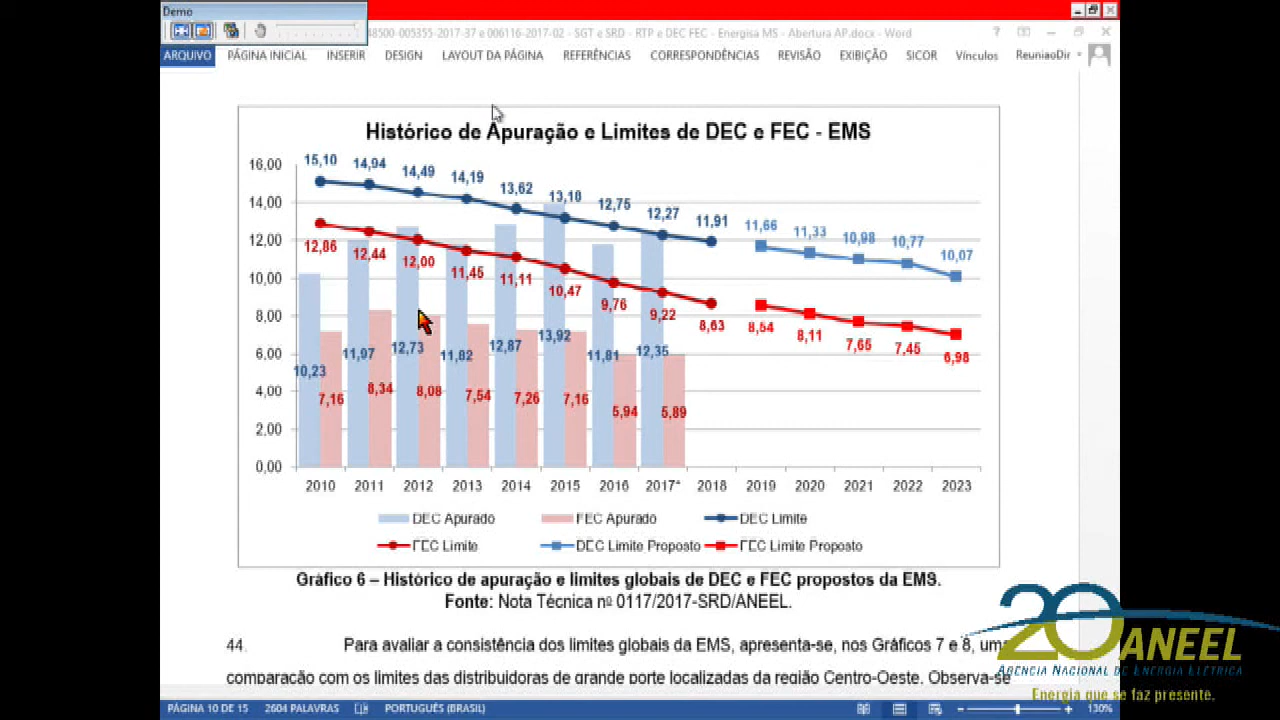 Demo
48500-005355-2017-37 e 006116-2017-02 - SGT e SRD - RTP e DEC FEC - Energisa MS - Abertura AP.docx - Word
ARQUIVO PÁGINA INICIAL INSERIR DESIGN LAYOUT DA PÁGINA REFERÊNCIAS CORRESPONDÊNCIAS REVISÃO EXIBIÇÃO SICOR Vínculos ReuniaoDir
Histórico de Apuração e Limites de DEC e FEC - EMS
16,00
14,00
12,00
10,00
8,00
6,00
4,00
2,00
0,00
15,10 14,94 14,49 14,19 13,62 13,10 12,75 12,27 11,91
11,66 11,33 10,98 10,77 10,07
12,86 12,44 12,00 11,45 11,11 10,47 9,76 9,22 8,63
8,54 8,11 7,65 7,45 6,98
10,23 11,97 12,73 11,82 12,87 13,92 11,81 12,35
7,16 8,34 8,08 7,54 7,26 7,16 5,94 5,89
2010 2011 2012 2013 2014 2015 2016 2017* 2018 2019 2020 2021 2022 2023
DEC Apurado FEC Apurado DEC Limite
FEC Limite DEC Limite Proposto FEC Limite Proposto
Gráfico 6 – Histórico de apuração e limites globais de DEC e FEC propostos da EMS.
Fonte: Nota Técnica nº 0117/2017-SRD/ANEEL.
44. Para avaliar a consistência dos limites globais da EMS, apresenta-se, nos Gráficos 7 e 8, uma
comparação com os limites das distribuidoras de grande porte localizadas da região Centro-Oeste. Observa-se
20 ANEEL
AGÊNCIA NACIONAL DE ENERGIA ELÉTRICA
Energia que se faz presente.
PÁGINA 10 DE 15 2604 PALAVRAS PORTUGUÊS (BRASIL) 130%